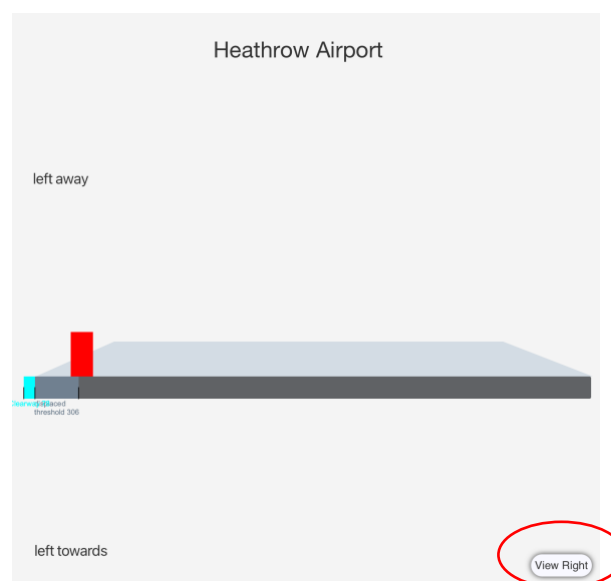 Heathrow Airport
left away
displaced
threshold 306
left towards
View Right